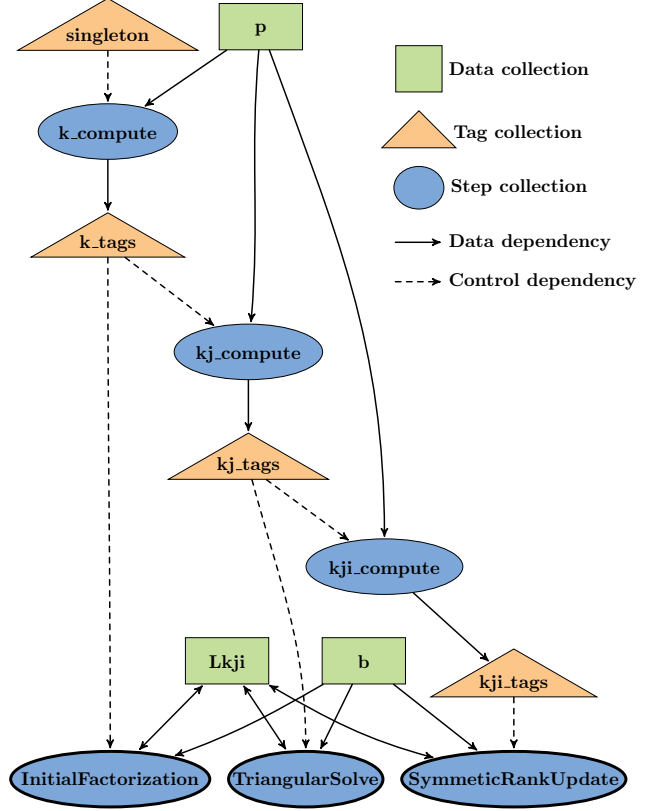 singleton
p
Data collection
k_compute
Tag collection
Step collection
k_tags
Data dependency
Control dependency
kj_compute
kj_tags
kji_compute
Lkji
b
kji_tags
InitialFactorization
TriangularSolve
SymmeticRankUpdate